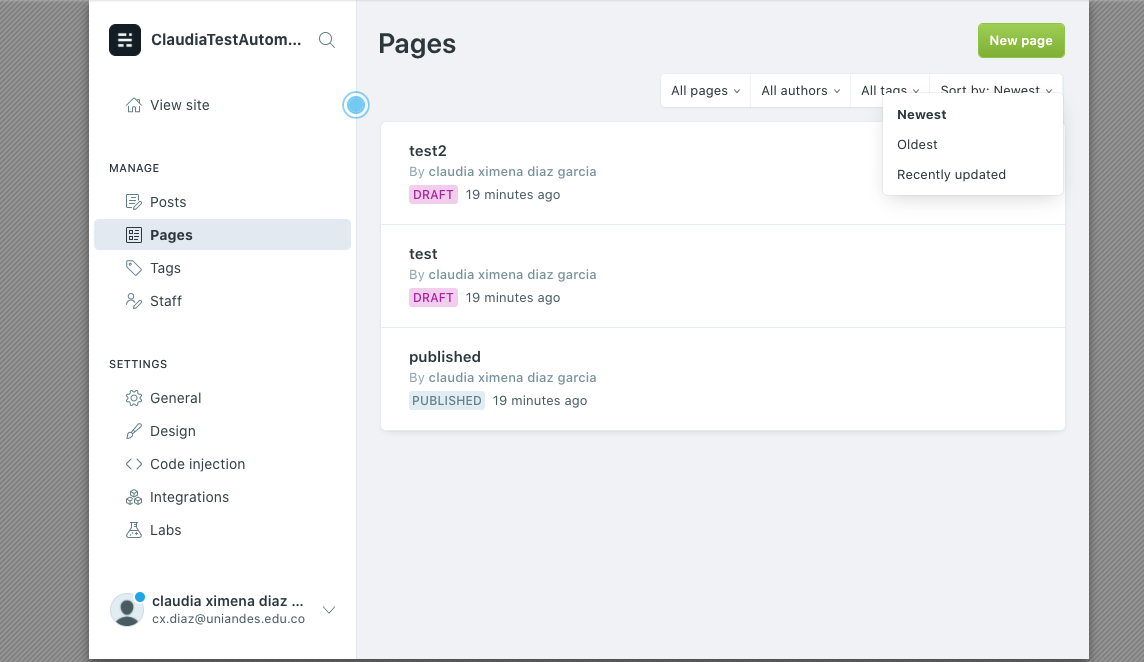 ClaudiaTestAutom...
View site
MANAGE
Posts
Pages
Tags
Staff
SETTINGS
General
Design
Code injection
Integrations
Labs
claudia ximena diaz ...
cx.diaz@uniandes.edu.co
Pages
New page
All pages
All authors
All tags
Sort by: Newest
Newest
Oldest
Recently updated
test2
By claudia ximena diaz garcia
DRAFT 19 minutes ago
test
By claudia ximena diaz garcia
DRAFT 19 minutes ago
published
By claudia ximena diaz garcia
PUBLISHED 19 minutes ago